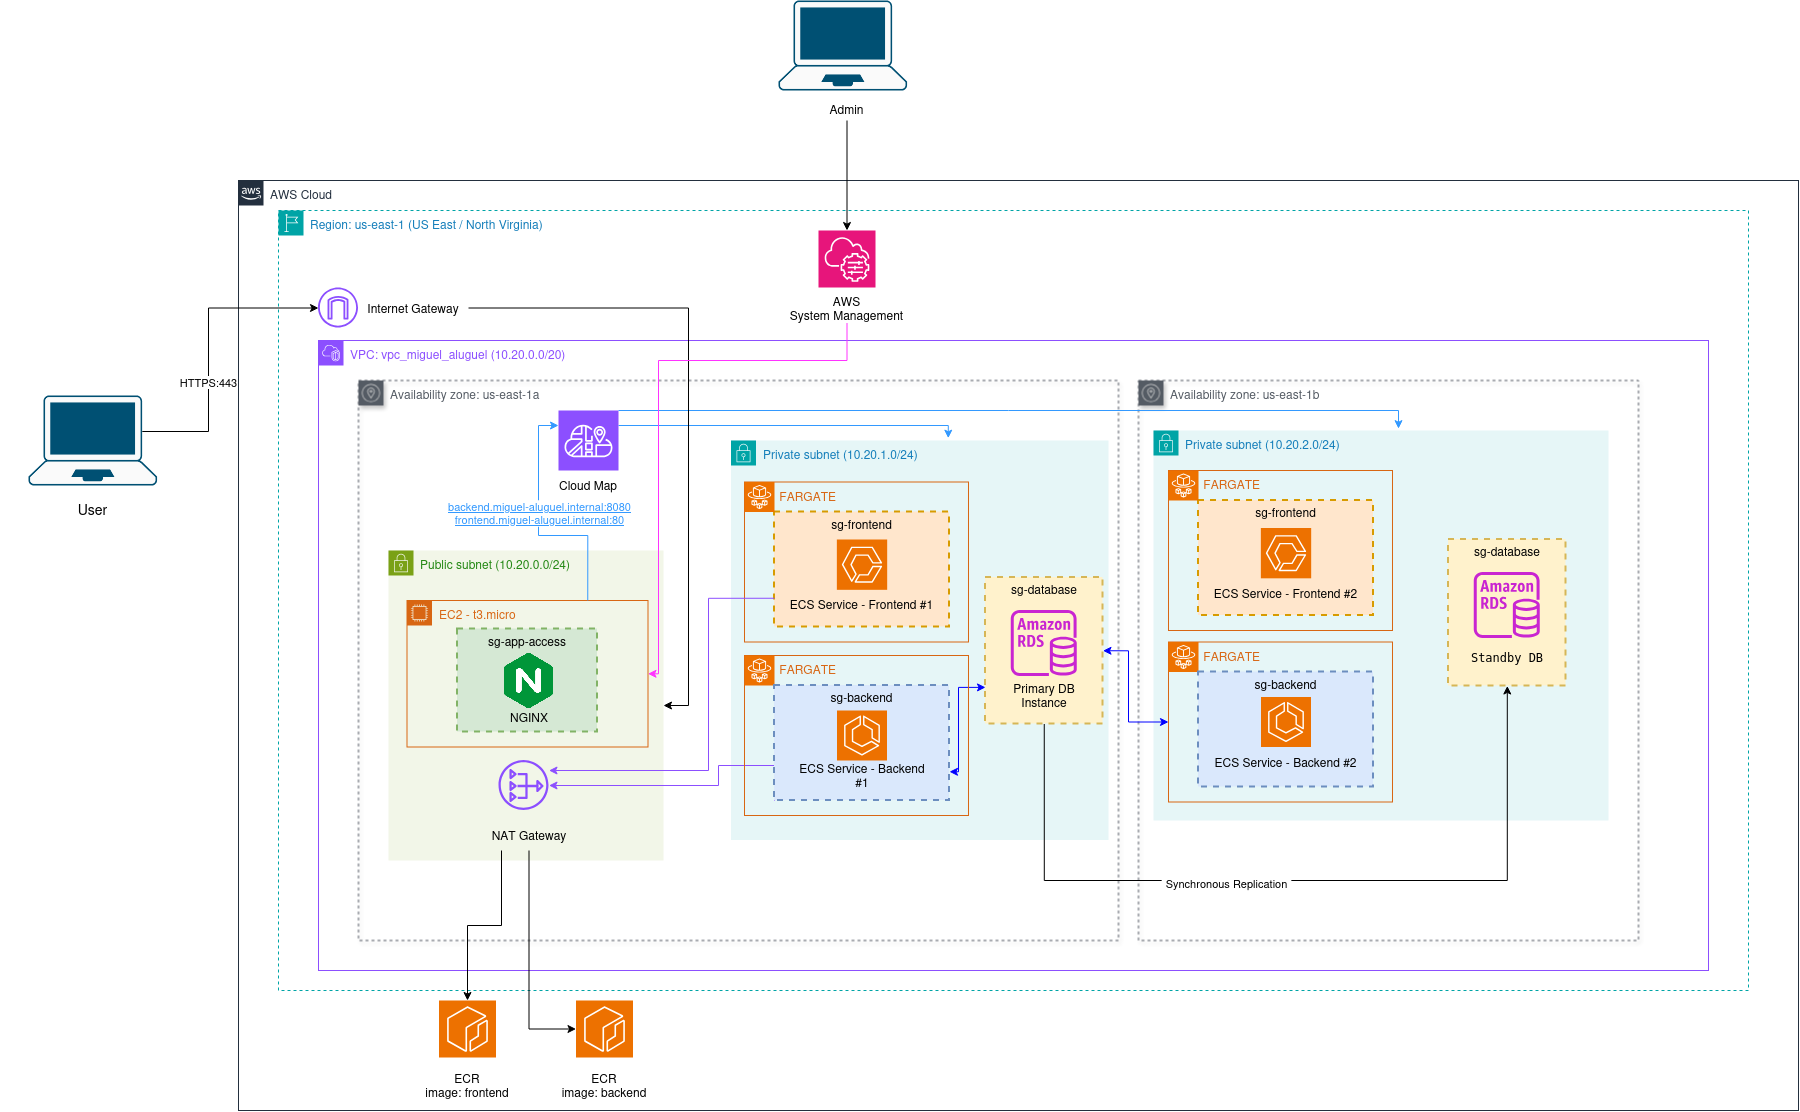 Admin
aws
AWS Cloud
Region: us-east-1 (US East / North Virginia)
AWS
System Management
Internet Gateway
HTTPS:443
User
VPC: vpc_miguel_aluguel (10.20.0.0/20)
Availability zone: us-east-1a
Cloud Map
backend.miguel-aluguel.internal:8080
frontend.miguel-aluguel.internal:80
Public subnet (10.20.0.0/24)
EC2 - t3.micro
sg-app-access
N
NGINX
NAT Gateway
Private subnet (10.20.1.0/24)
FARGATE
sg-frontend
ECS Service - Frontend #1
FARGATE
sg-backend
ECS Service - Backend
#1
sg-database
Amazon
RDS
Primary DB
Instance
Availability zone: us-east-1b
Private subnet (10.20.2.0/24)
FARGATE
sg-frontend
ECS Service - Frontend #2
FARGATE
sg-backend
ECS Service - Backend #2
sg-database
Amazon
RDS
Standby DB
Synchronous Replication
ECR
image: frontend
ECR
image: backend